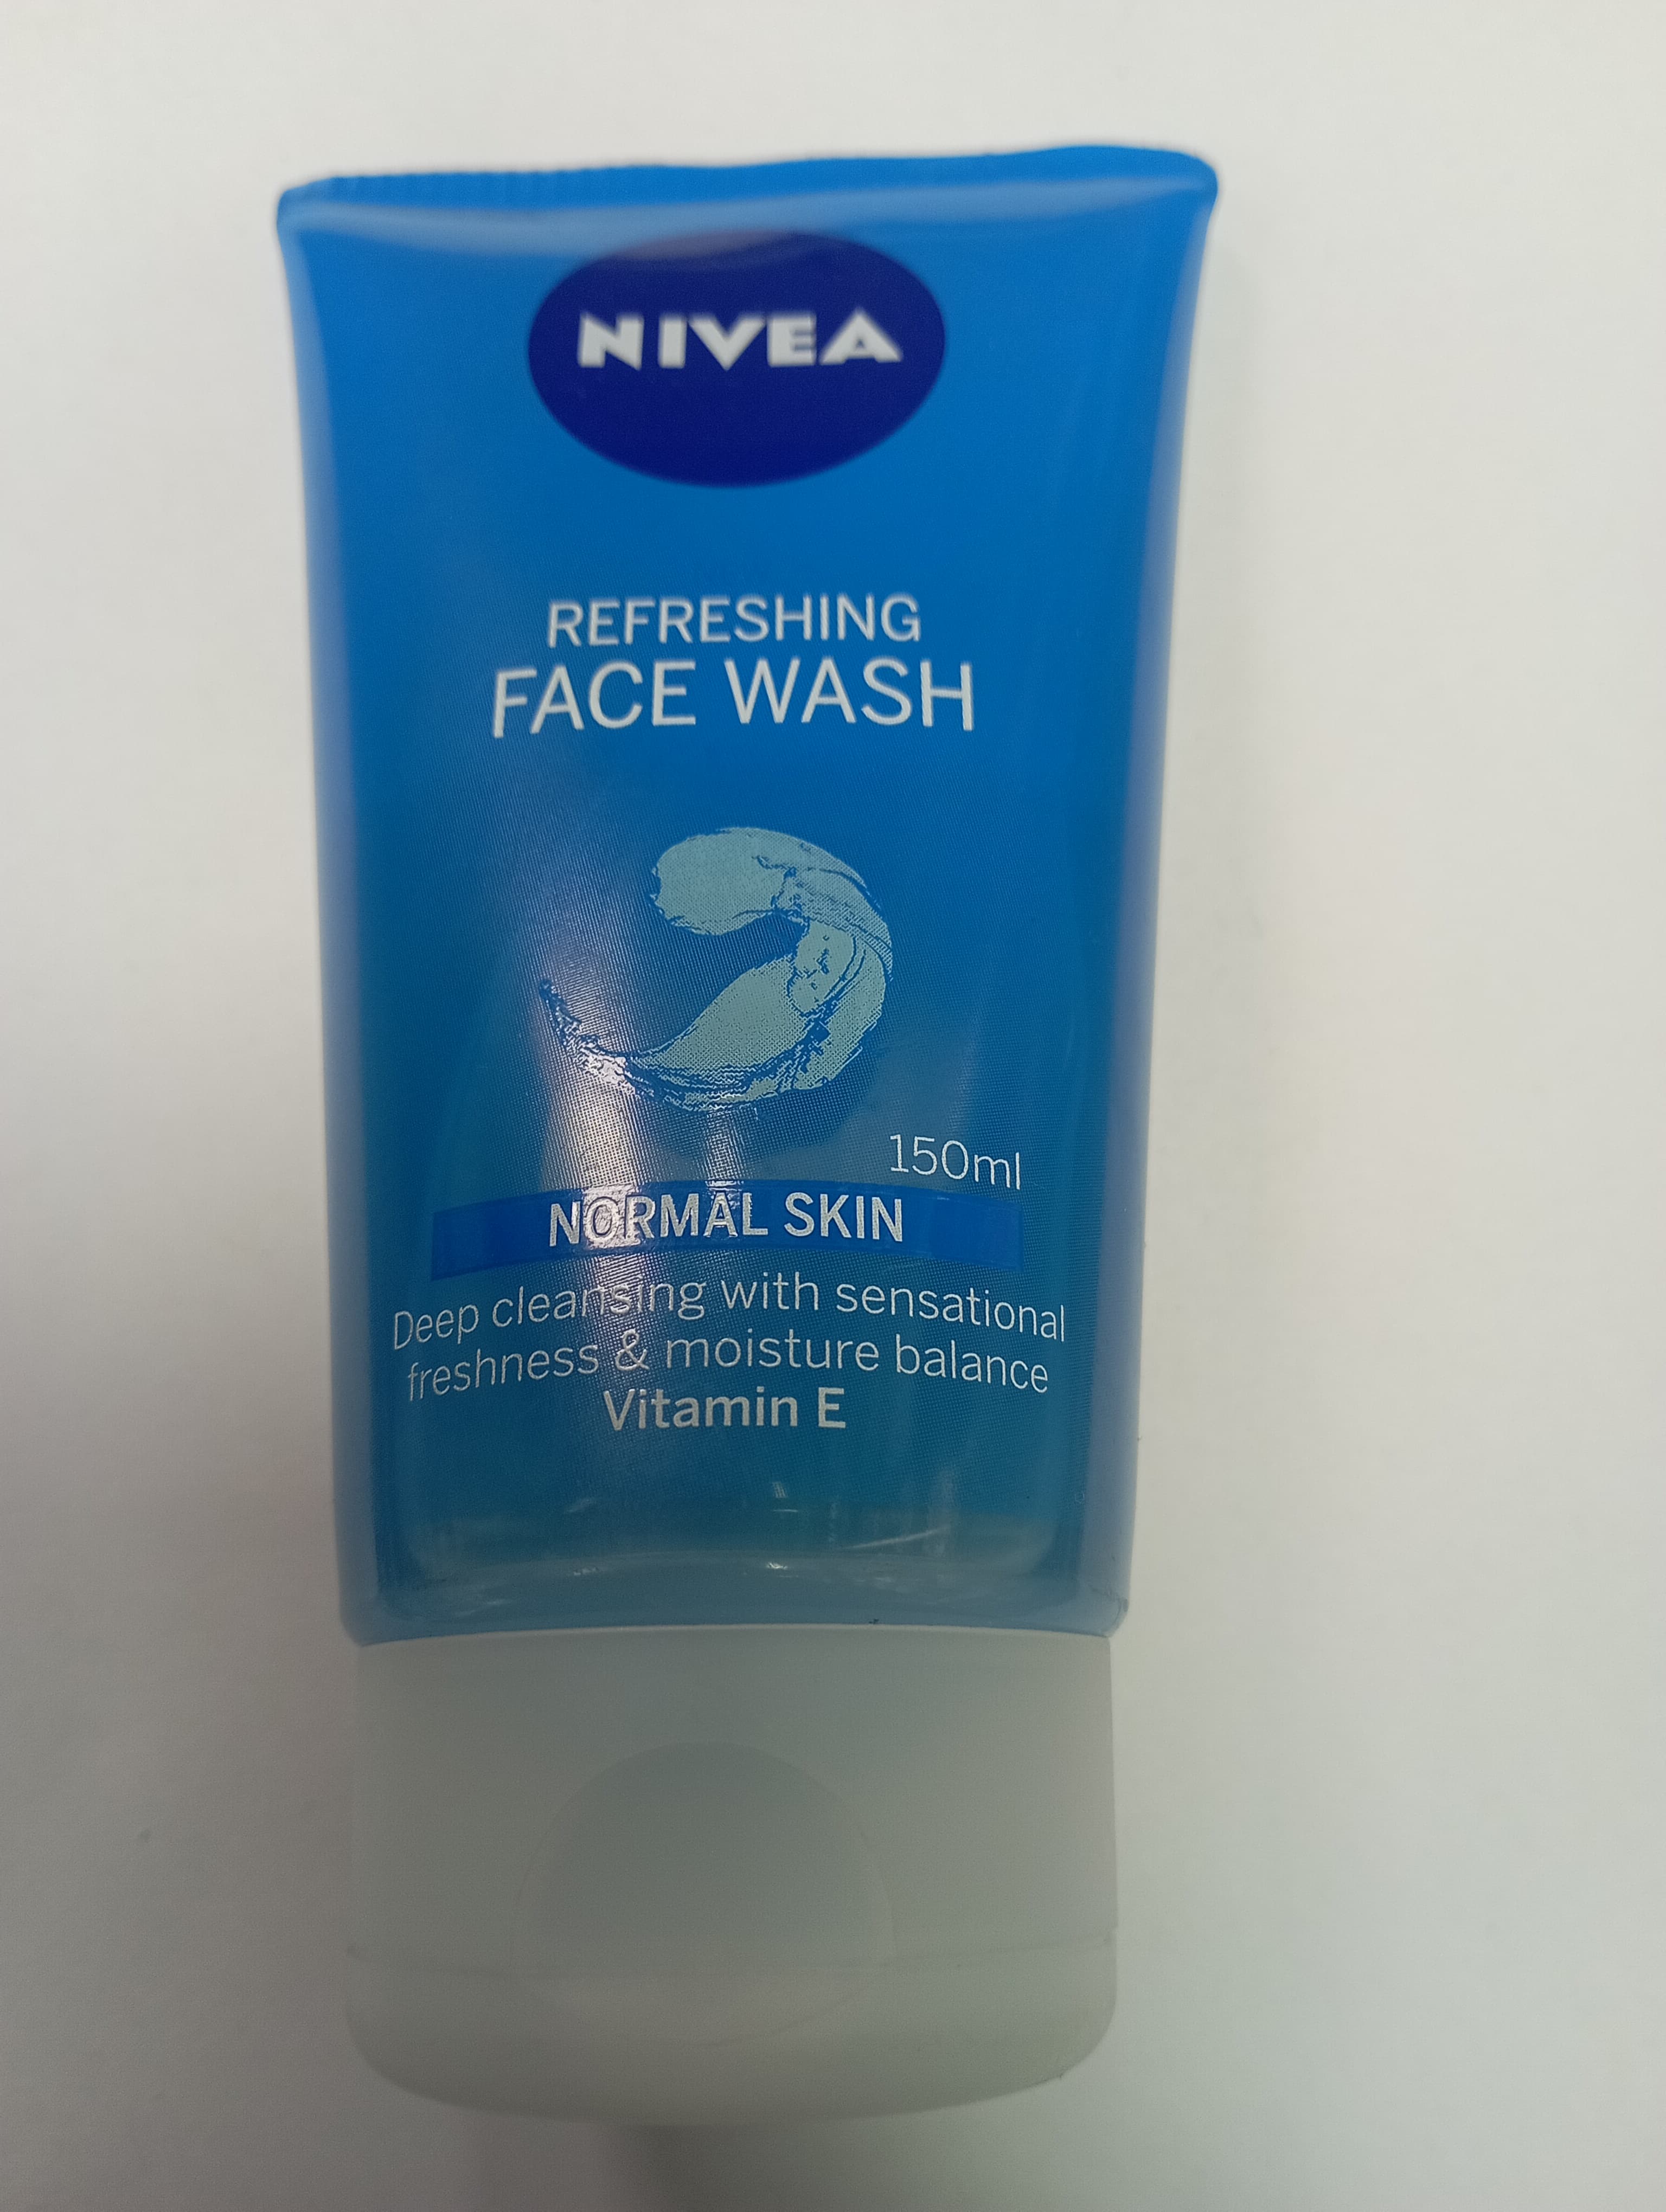 NIVEA
REFRESHING
FACE WASH
150ml
NORMAL SKIN
Deep cleansing with sensational
freshness & moisture balance
Vitamin E